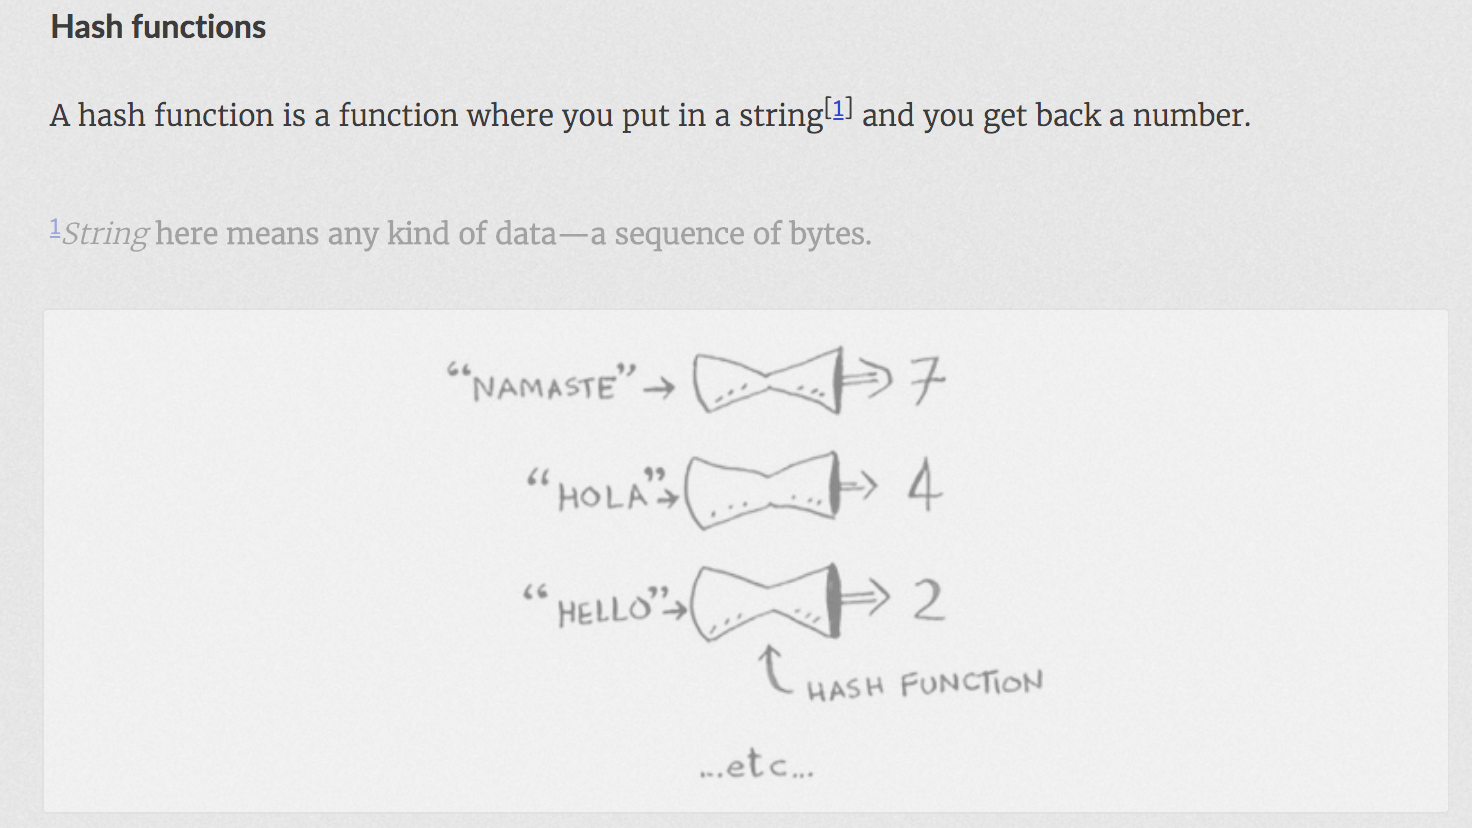 Hash functions
A hash function is a function where you put in a string[1] and you get back a number.
1String here means any kind of data—a sequence of bytes.
“NAMASTE” → ⇒ 7
“HOLA” → ⇒ 4
“HELLO” → ⇒ 2
HASH FUNCTION
...etc...